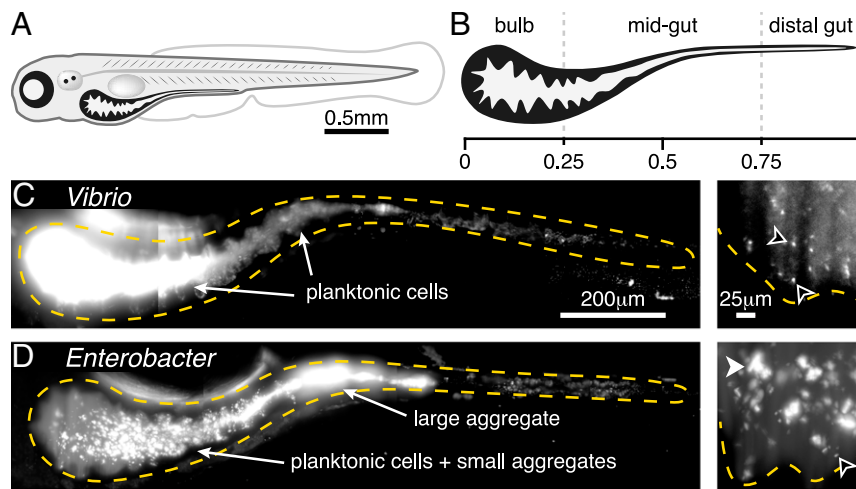 A
0.5mm
B
bulb
mid-gut
distal gut
0
0.25
0.5
0.75
C
Vibrio
planktonic cells
200μm
25μm
D
Enterobacter
large aggregate
planktonic cells + small aggregates